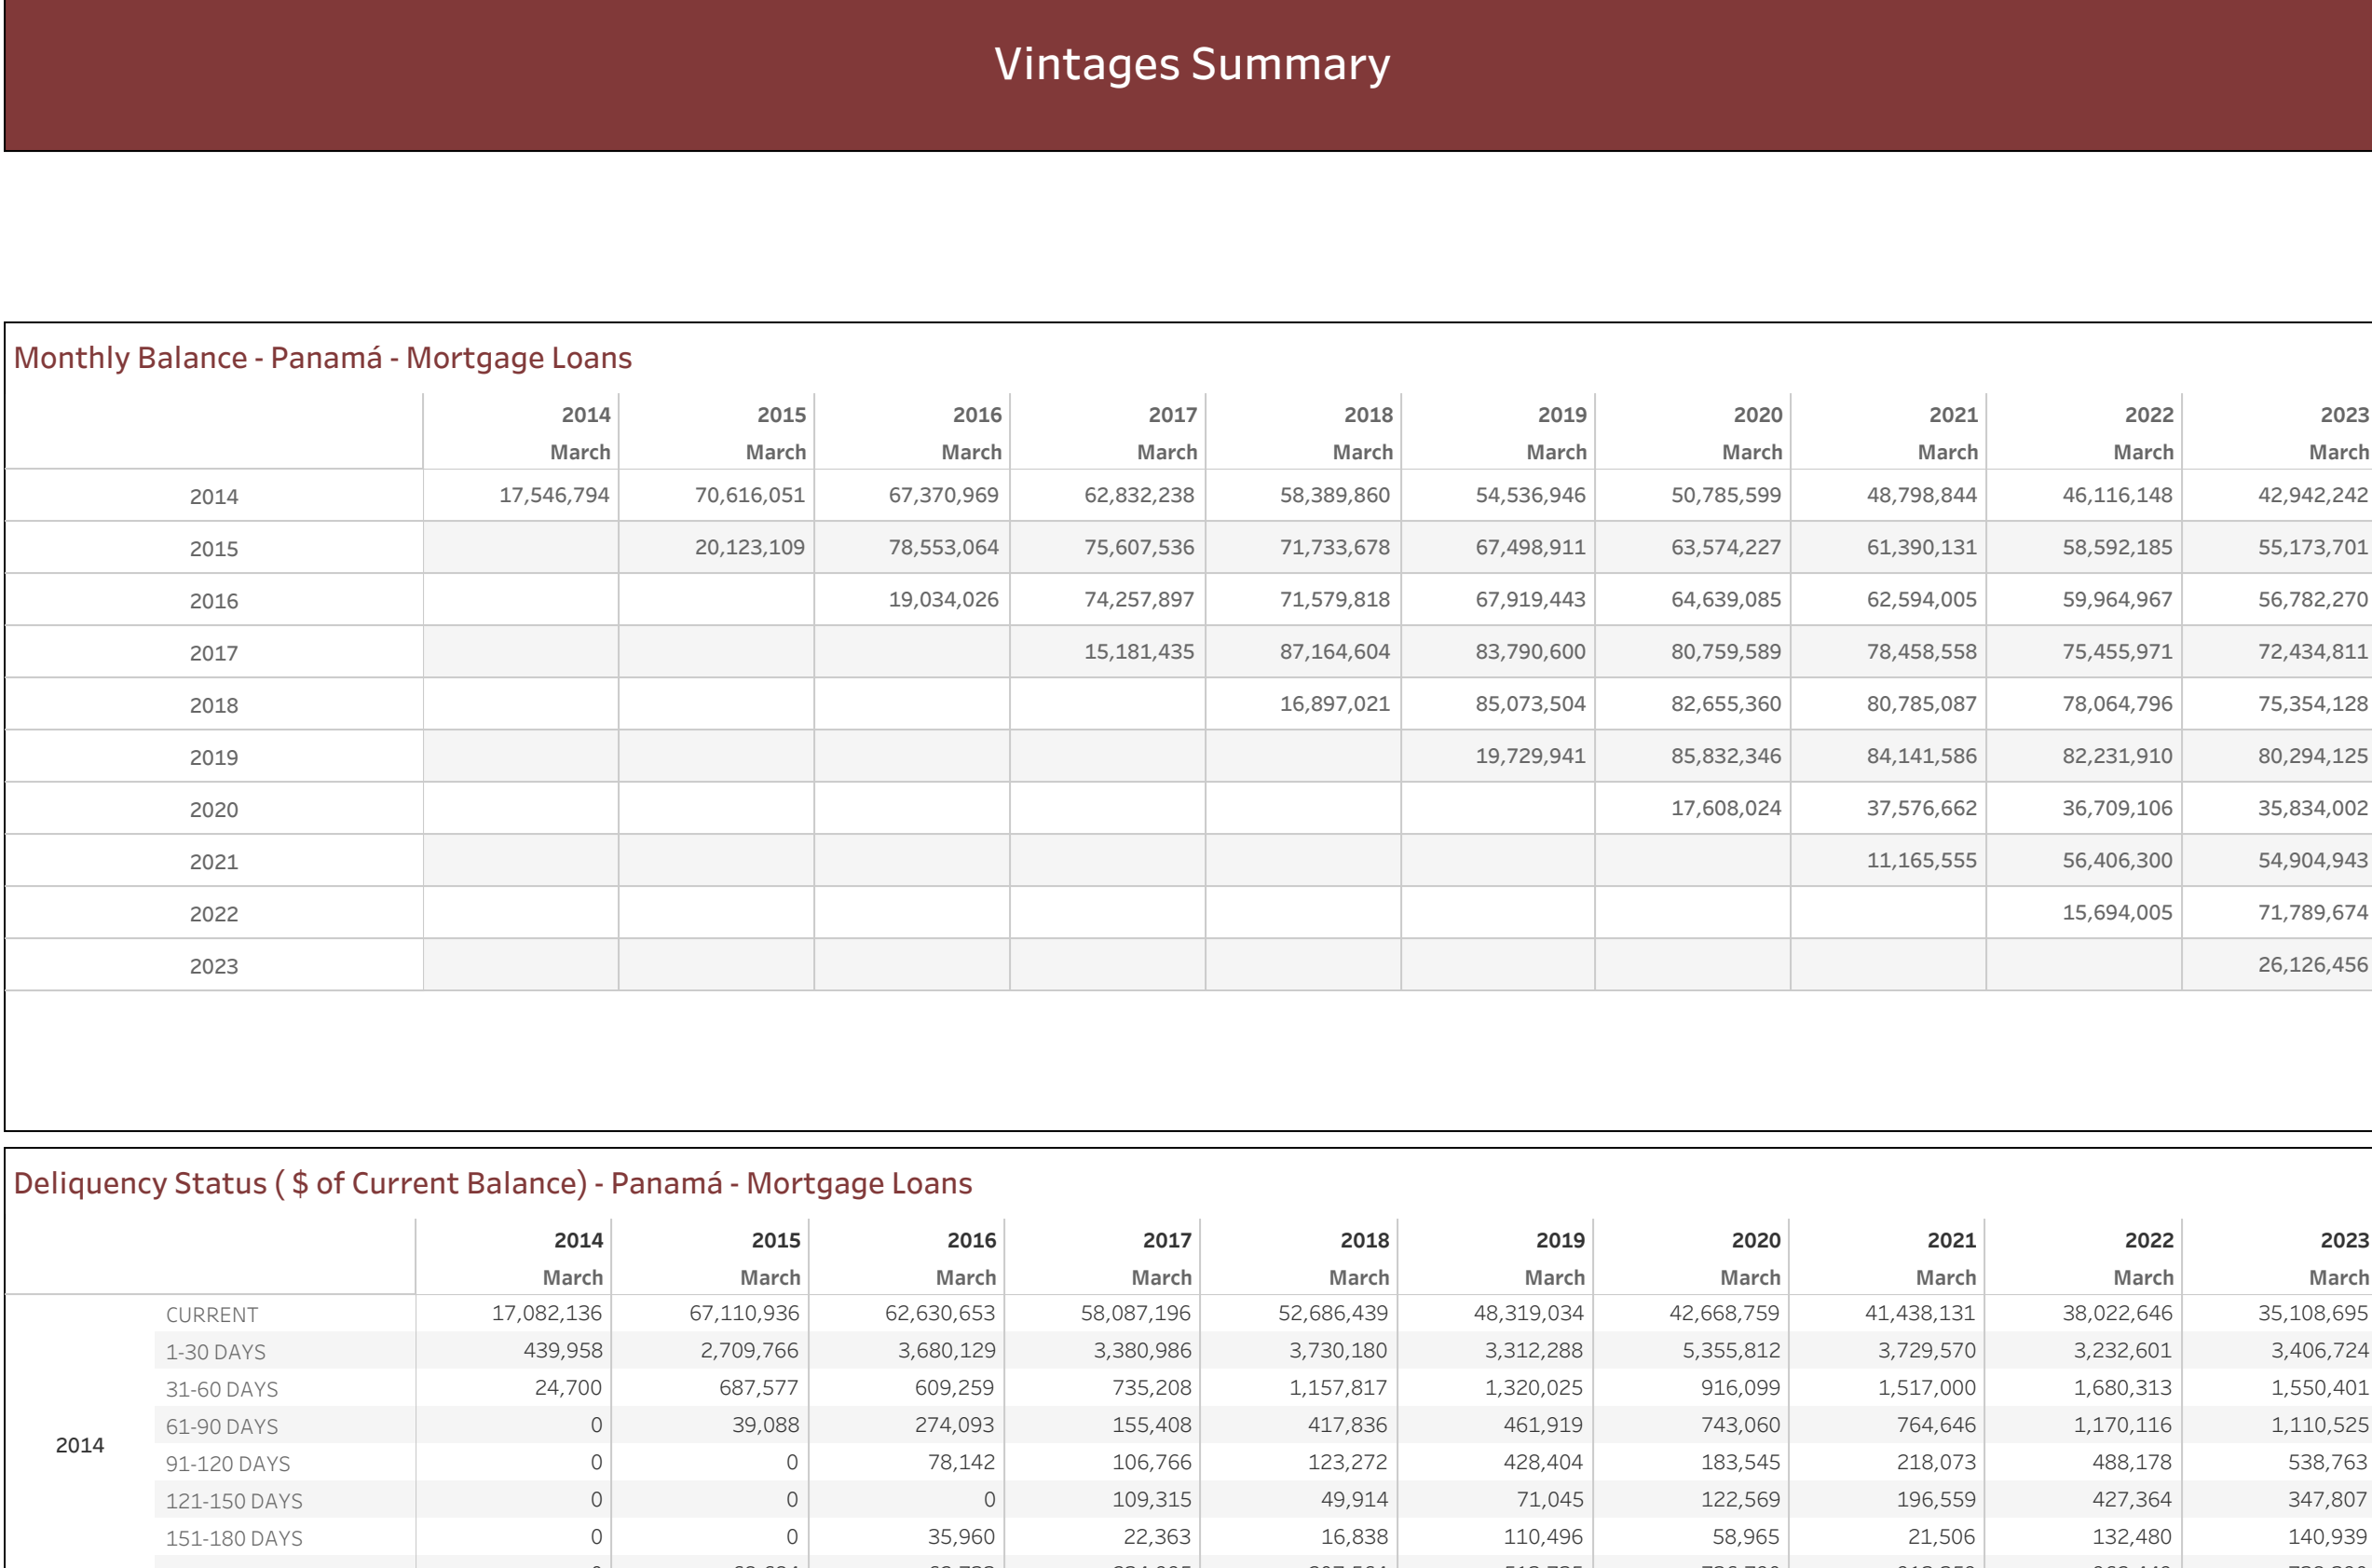 Vintages Summary
Monthly Balance - Panamá - Mortgage Loans
2014 2015 2016 2017 2018 2019 2020 2021 2022 2023
March March March March March March March March March March
2014 17,546,794 70,616,051 67,370,969 62,832,238 58,389,860 54,536,946 50,785,599 48,798,844 46,116,148 42,942,242
2015 20,123,109 78,553,064 75,607,536 71,733,678 67,498,911 63,574,227 61,390,131 58,592,185 55,173,701
2016 19,034,026 74,257,897 71,579,818 67,919,443 64,639,085 62,594,005 59,964,967 56,782,270
2017 15,181,435 87,164,604 83,790,600 80,759,589 78,458,558 75,455,971 72,434,811
2018 16,897,021 85,073,504 82,655,360 80,785,087 78,064,796 75,354,128
2019 19,729,941 85,832,346 84,141,586 82,231,910 80,294,125
2020 17,608,024 37,576,662 36,709,106 35,834,002
2021 11,165,555 56,406,300 54,904,943
2022 15,694,005 71,789,674
2023 26,126,456
Deliquency Status ( $ of Current Balance) - Panamá - Mortgage Loans
2014 2015 2016 2017 2018 2019 2020 2021 2022 2023
March March March March March March March March March March
CURRENT 17,082,136 67,110,936 62,630,653 58,087,196 52,686,439 48,319,034 42,668,759 41,438,131 38,022,646 35,108,695
1-30 DAYS 439,958 2,709,766 3,680,129 3,380,986 3,730,180 3,312,288 5,355,812 3,729,570 3,232,601 3,406,724
31-60 DAYS 24,700 687,577 609,259 735,208 1,157,817 1,320,025 916,099 1,517,000 1,680,313 1,550,401
61-90 DAYS 0 39,088 274,093 155,408 417,836 461,919 743,060 764,646 1,170,116 1,110,525
2014
91-120 DAYS 0 0 78,142 106,766 123,272 428,404 183,545 218,073 488,178 538,763
121-150 DAYS 0 0 0 109,315 49,914 71,045 122,569 196,559 427,364 347,807
151-180 DAYS 0 0 35,960 22,363 16,838 110,496 58,965 21,506 132,480 140,939